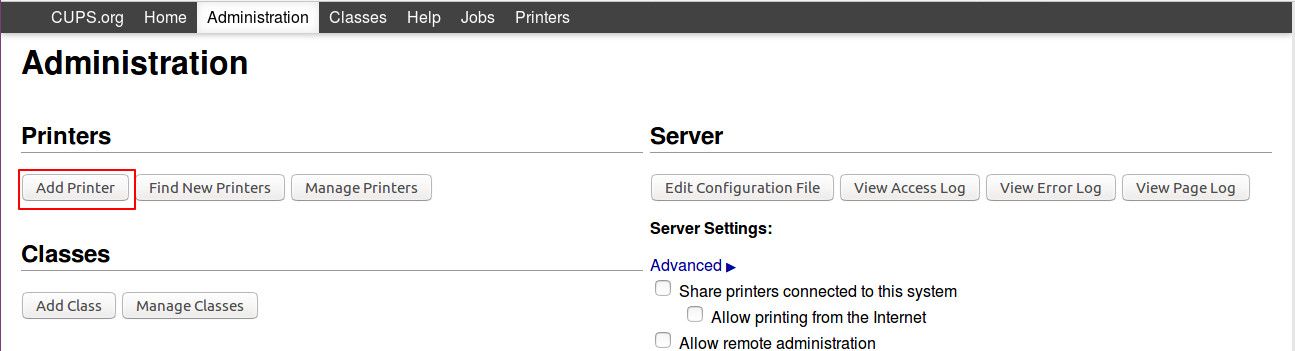 CUPS.org Home Administration Classes Help Jobs Printers
Administration
Printers
Add Printer Find New Printers Manage Printers
Classes
Add Class Manage Classes
Server
Edit Configuration File View Access Log View Error Log View Page Log
Server Settings:
Advanced ▶
Share printers connected to this system
Allow printing from the Internet
Allow remote administration